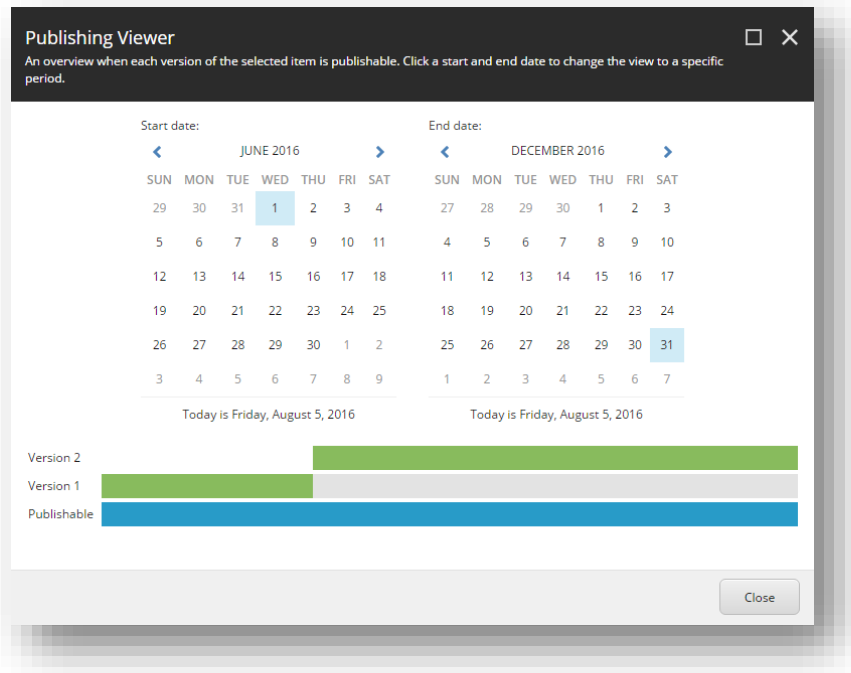 Publishing Viewer
An overview when each version of the selected item is publishable. Click a start and end date to change the view to a specific
period.
Start date:
JUNE 2016
SUN MON TUE WED THU FRI SAT
29 30 31 1 2 3 4
5 6 7 8 9 10 11
12 13 14 15 16 17 18
19 20 21 22 23 24 25
26 27 28 29 30 1 2
3 4 5 6 7 8 9
Today is Friday, August 5, 2016
End date:
DECEMBER 2016
SUN MON TUE WED THU FRI SAT
27 28 29 30 1 2 3
4 5 6 7 8 9 10
11 12 13 14 15 16 17
18 19 20 21 22 23 24
25 26 27 28 29 30 31
1 2 3 4 5 6 7
Today is Friday, August 5, 2016
Version 2
Version 1
Publishable
Close